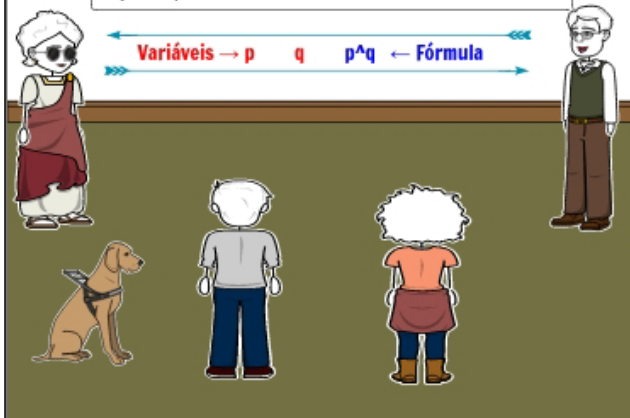 Variáveis → p q p^q ← Fórmula